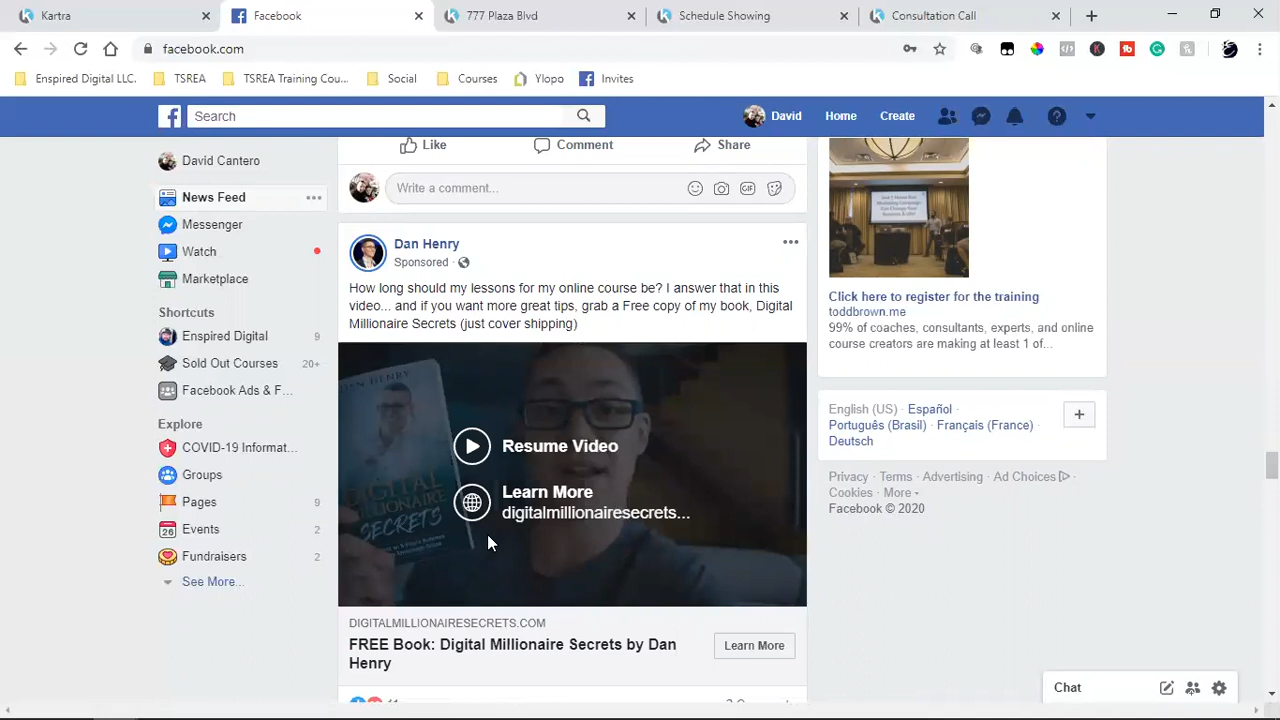 Kartra
Facebook
777 Plaza Blvd
Schedule Showing
Consultation Call
facebook.com
Enspired Digital LLC.
TSREA
TSREA Training Cou...
Social
Courses
Ylopo
Invites
Search
David
Home
Create
David Cantero
News Feed
Messenger
Watch
Marketplace
Shortcuts
Enspired Digital 9
Sold Out Courses 20+
Facebook Ads & F...
Explore
COVID-19 Informat...
Groups
Pages 9
Events 2
Fundraisers 2
See More...
Like
Comment
Share
Write a comment...
GIF
Dan Henry
Sponsored ·
How long should my lessons for my online course be? I answer that in this
video... and if you want more great tips, grab a Free copy of my book, Digital
Millionaire Secrets (just cover shipping)
DAN HENRY
DIGITAL
MILLIONAIRE
SECRETS
Resume Video
Learn More
digitalmillionairesecrets...
DIGITALMILLIONAIRESECRETS.COM
FREE Book: Digital Millionaire Secrets by Dan
Henry
Learn More
Click here to register for the training
toddbrown.me
99% of coaches, consultants, experts, and online
course creators are making at least 1 of...
English (US) · Español ·
Português (Brasil) · Français (France) ·
Deutsch
Privacy · Terms · Advertising · Ad Choices ·
Cookies · More
Facebook © 2020
Chat